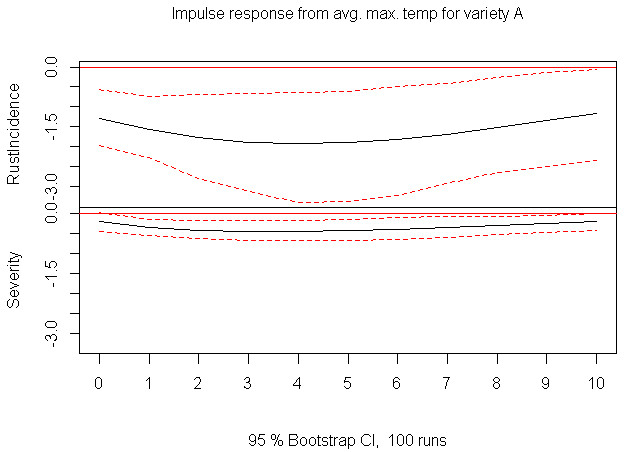 Impulse response from avg. max. temp for variety A
RustIncidence
0.0
-1.5
-3.0
Severity
0.0
-1.5
-3.0
0 1 2 3 4 5 6 7 8 9 10
95 % Bootstrap CI, 100 runs